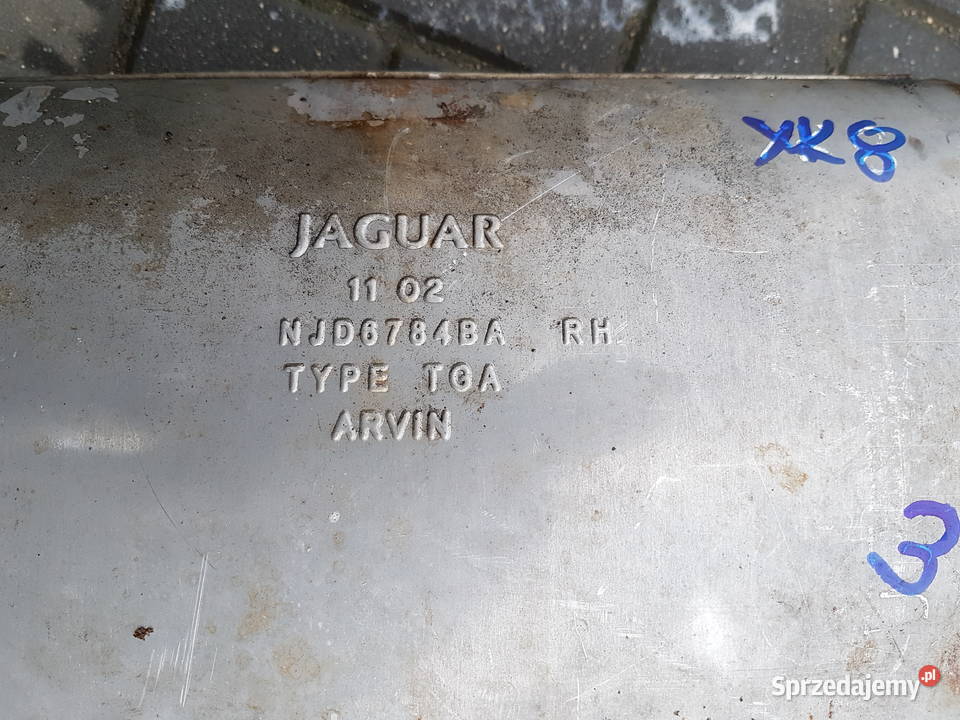 XK8
JAGUAR
11 02
NJD6784BA RH
TYPE TGA
ARVIN
3
Sprzedajemy.pl